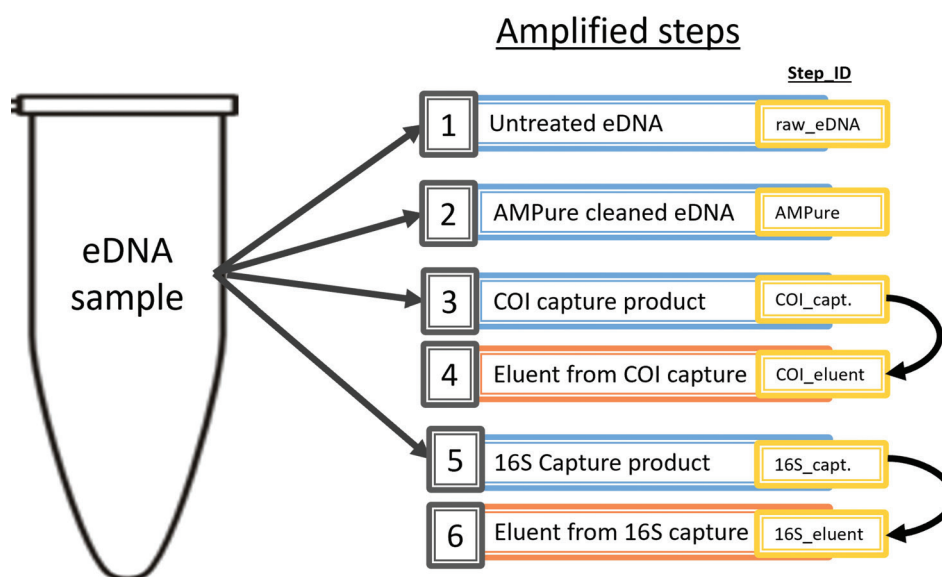 Amplified steps
Step_ID
1 Untreated eDNA raw_eDNA
2 AMPure cleaned eDNA AMPure
eDNA
sample
3 COI capture product COI_capt.
4 Eluent from COI capture COI_eluent
5 16S Capture product 16S_capt.
6 Eluent from 16S capture 16S_eluent